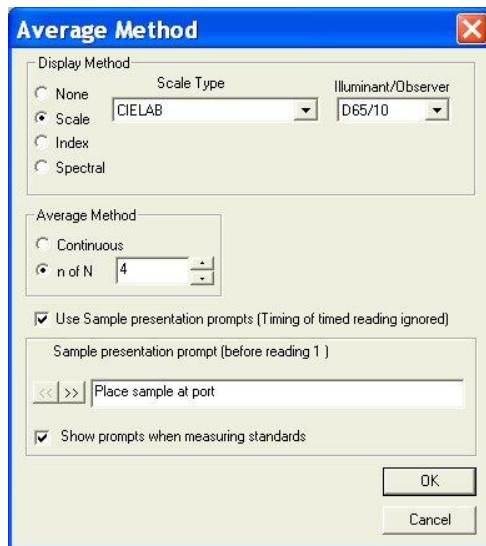 Average Method
Display Method
None
Scale
Index
Spectral
Scale Type
CIELAB
Illuminant/Observer
D65/10
Average Method
Continuous
n of N
4
Use Sample presentation prompts (Timing of timed reading ignored)
Sample presentation prompt (before reading 1 )
<< >> Place sample at port
Show prompts when measuring standards
OK
Cancel